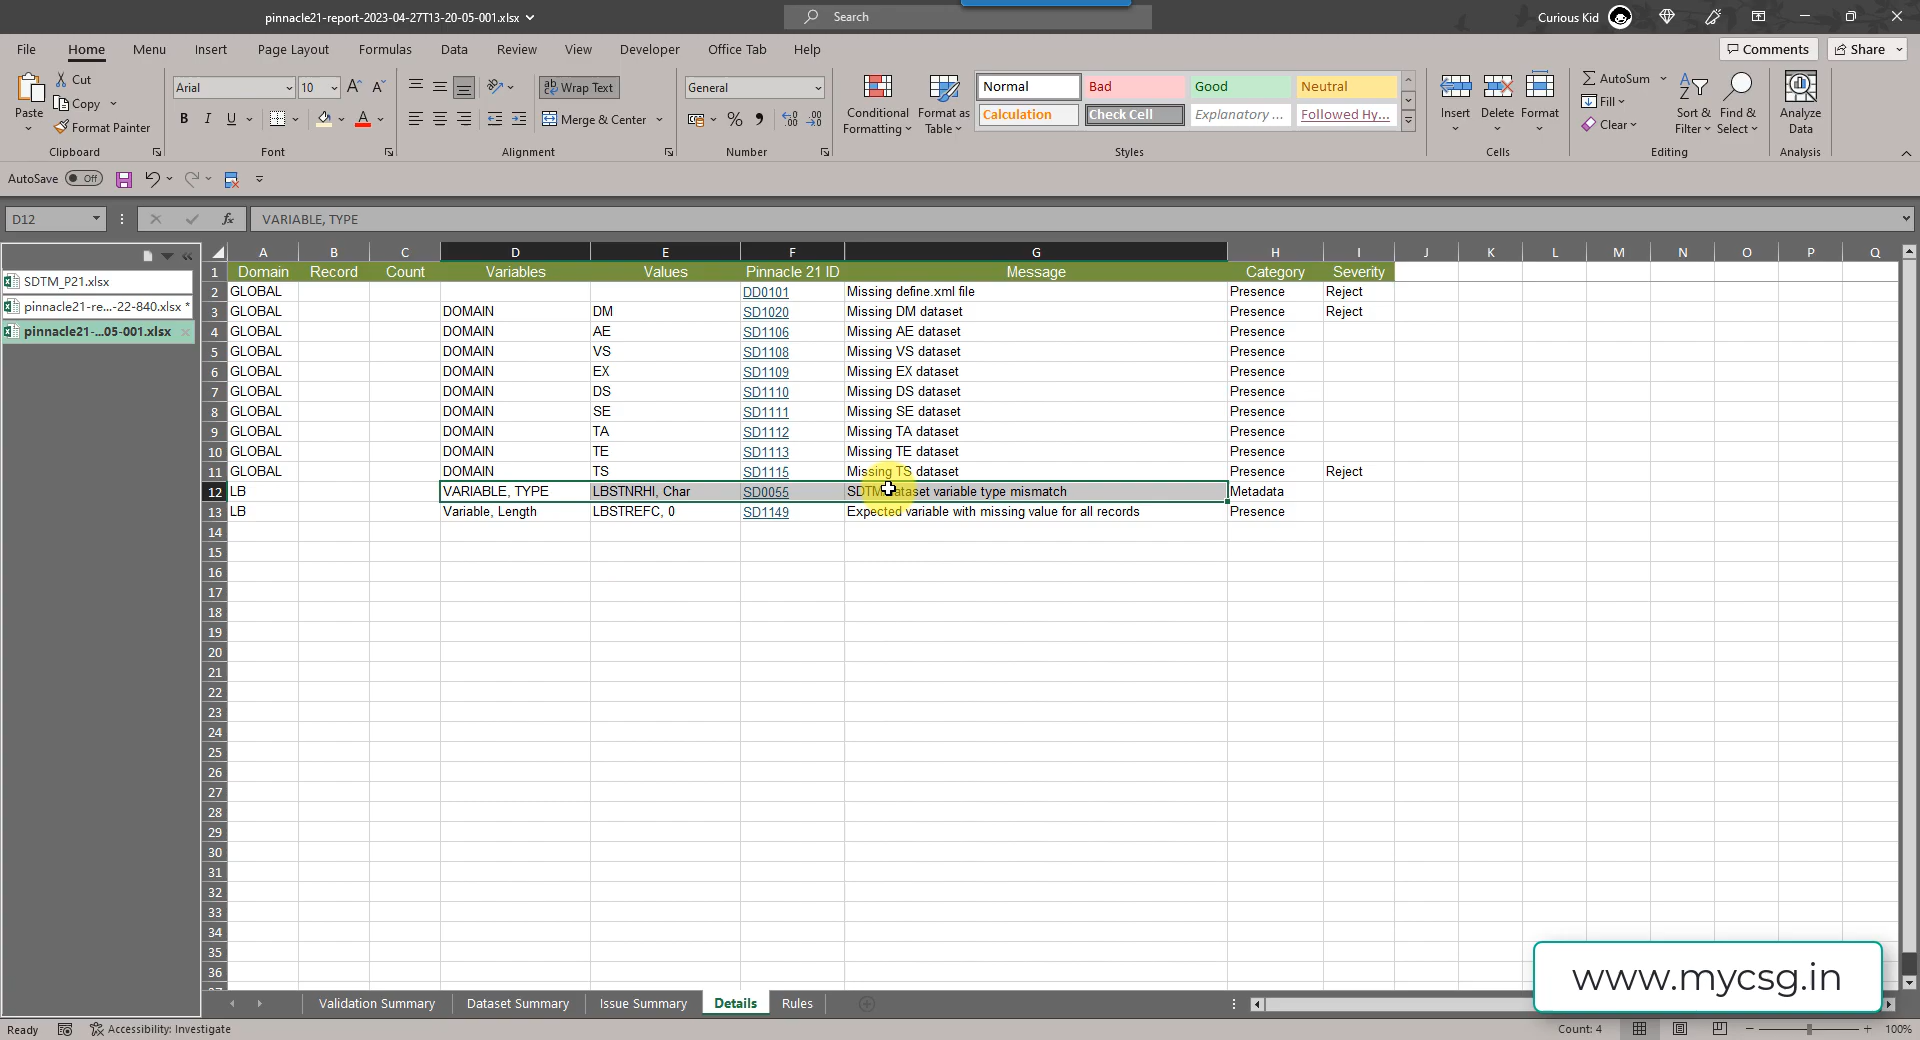 pinnacle21-report-2023-04-27T13-20-05-001.xlsx
Search
Curious Kid
File Home Menu Insert Page Layout Formulas Data Review View Developer Office Tab Help
Comments Share
Paste
Cut
Copy
Format Painter
Clipboard
Arial 10
B I U
Font
ab Wrap Text
Merge & Center
Alignment
General
Number
Conditional Formatting
Format as Table
Normal Bad Good Neutral
Calculation Check Cell Explanatory ... Followed Hy...
Styles
Insert Delete Format
Cells
AutoSum
Fill
Clear
Sort & Filter
Find & Select
Editing
Analyze Data
Analysis
AutoSave Off
D12
fx VARIABLE, TYPE
SDTM_P21.xlsx
pinnacle21-re...-22-840.xlsx *
pinnacle21-...05-001.xlsx
A B C D E F G H I J K L M N O P Q
1 Domain Record Count Variables Values Pinnacle 21 ID Message Category Severity
2 GLOBAL DD0101 Missing define.xml file Presence Reject
3 GLOBAL DOMAIN DM SD1020 Missing DM dataset Presence Reject
4 GLOBAL DOMAIN AE SD1106 Missing AE dataset Presence
5 GLOBAL DOMAIN VS SD1108 Missing VS dataset Presence
6 GLOBAL DOMAIN EX SD1109 Missing EX dataset Presence
7 GLOBAL DOMAIN DS SD1110 Missing DS dataset Presence
8 GLOBAL DOMAIN SE SD1111 Missing SE dataset Presence
9 GLOBAL DOMAIN TA SD1112 Missing TA dataset Presence
10 GLOBAL DOMAIN TE SD1113 Missing TE dataset Presence
11 GLOBAL DOMAIN TS SD1115 Missing TS dataset Presence Reject
12 LB VARIABLE, TYPE LBSTNRHI, Char SD0055 SDTM dataset variable type mismatch Metadata
13 LB Variable, Length LBSTREFC, 0 SD1149 Expected variable with missing value for all records Presence
14
15
16
17
18
19
20
21
22
23
24
25
26
27
28
29
30
31
32
33
34
35
36
www.mycsg.in
Validation Summary Dataset Summary Issue Summary Details Rules
Ready Accessibility: Investigate Count: 4 100%